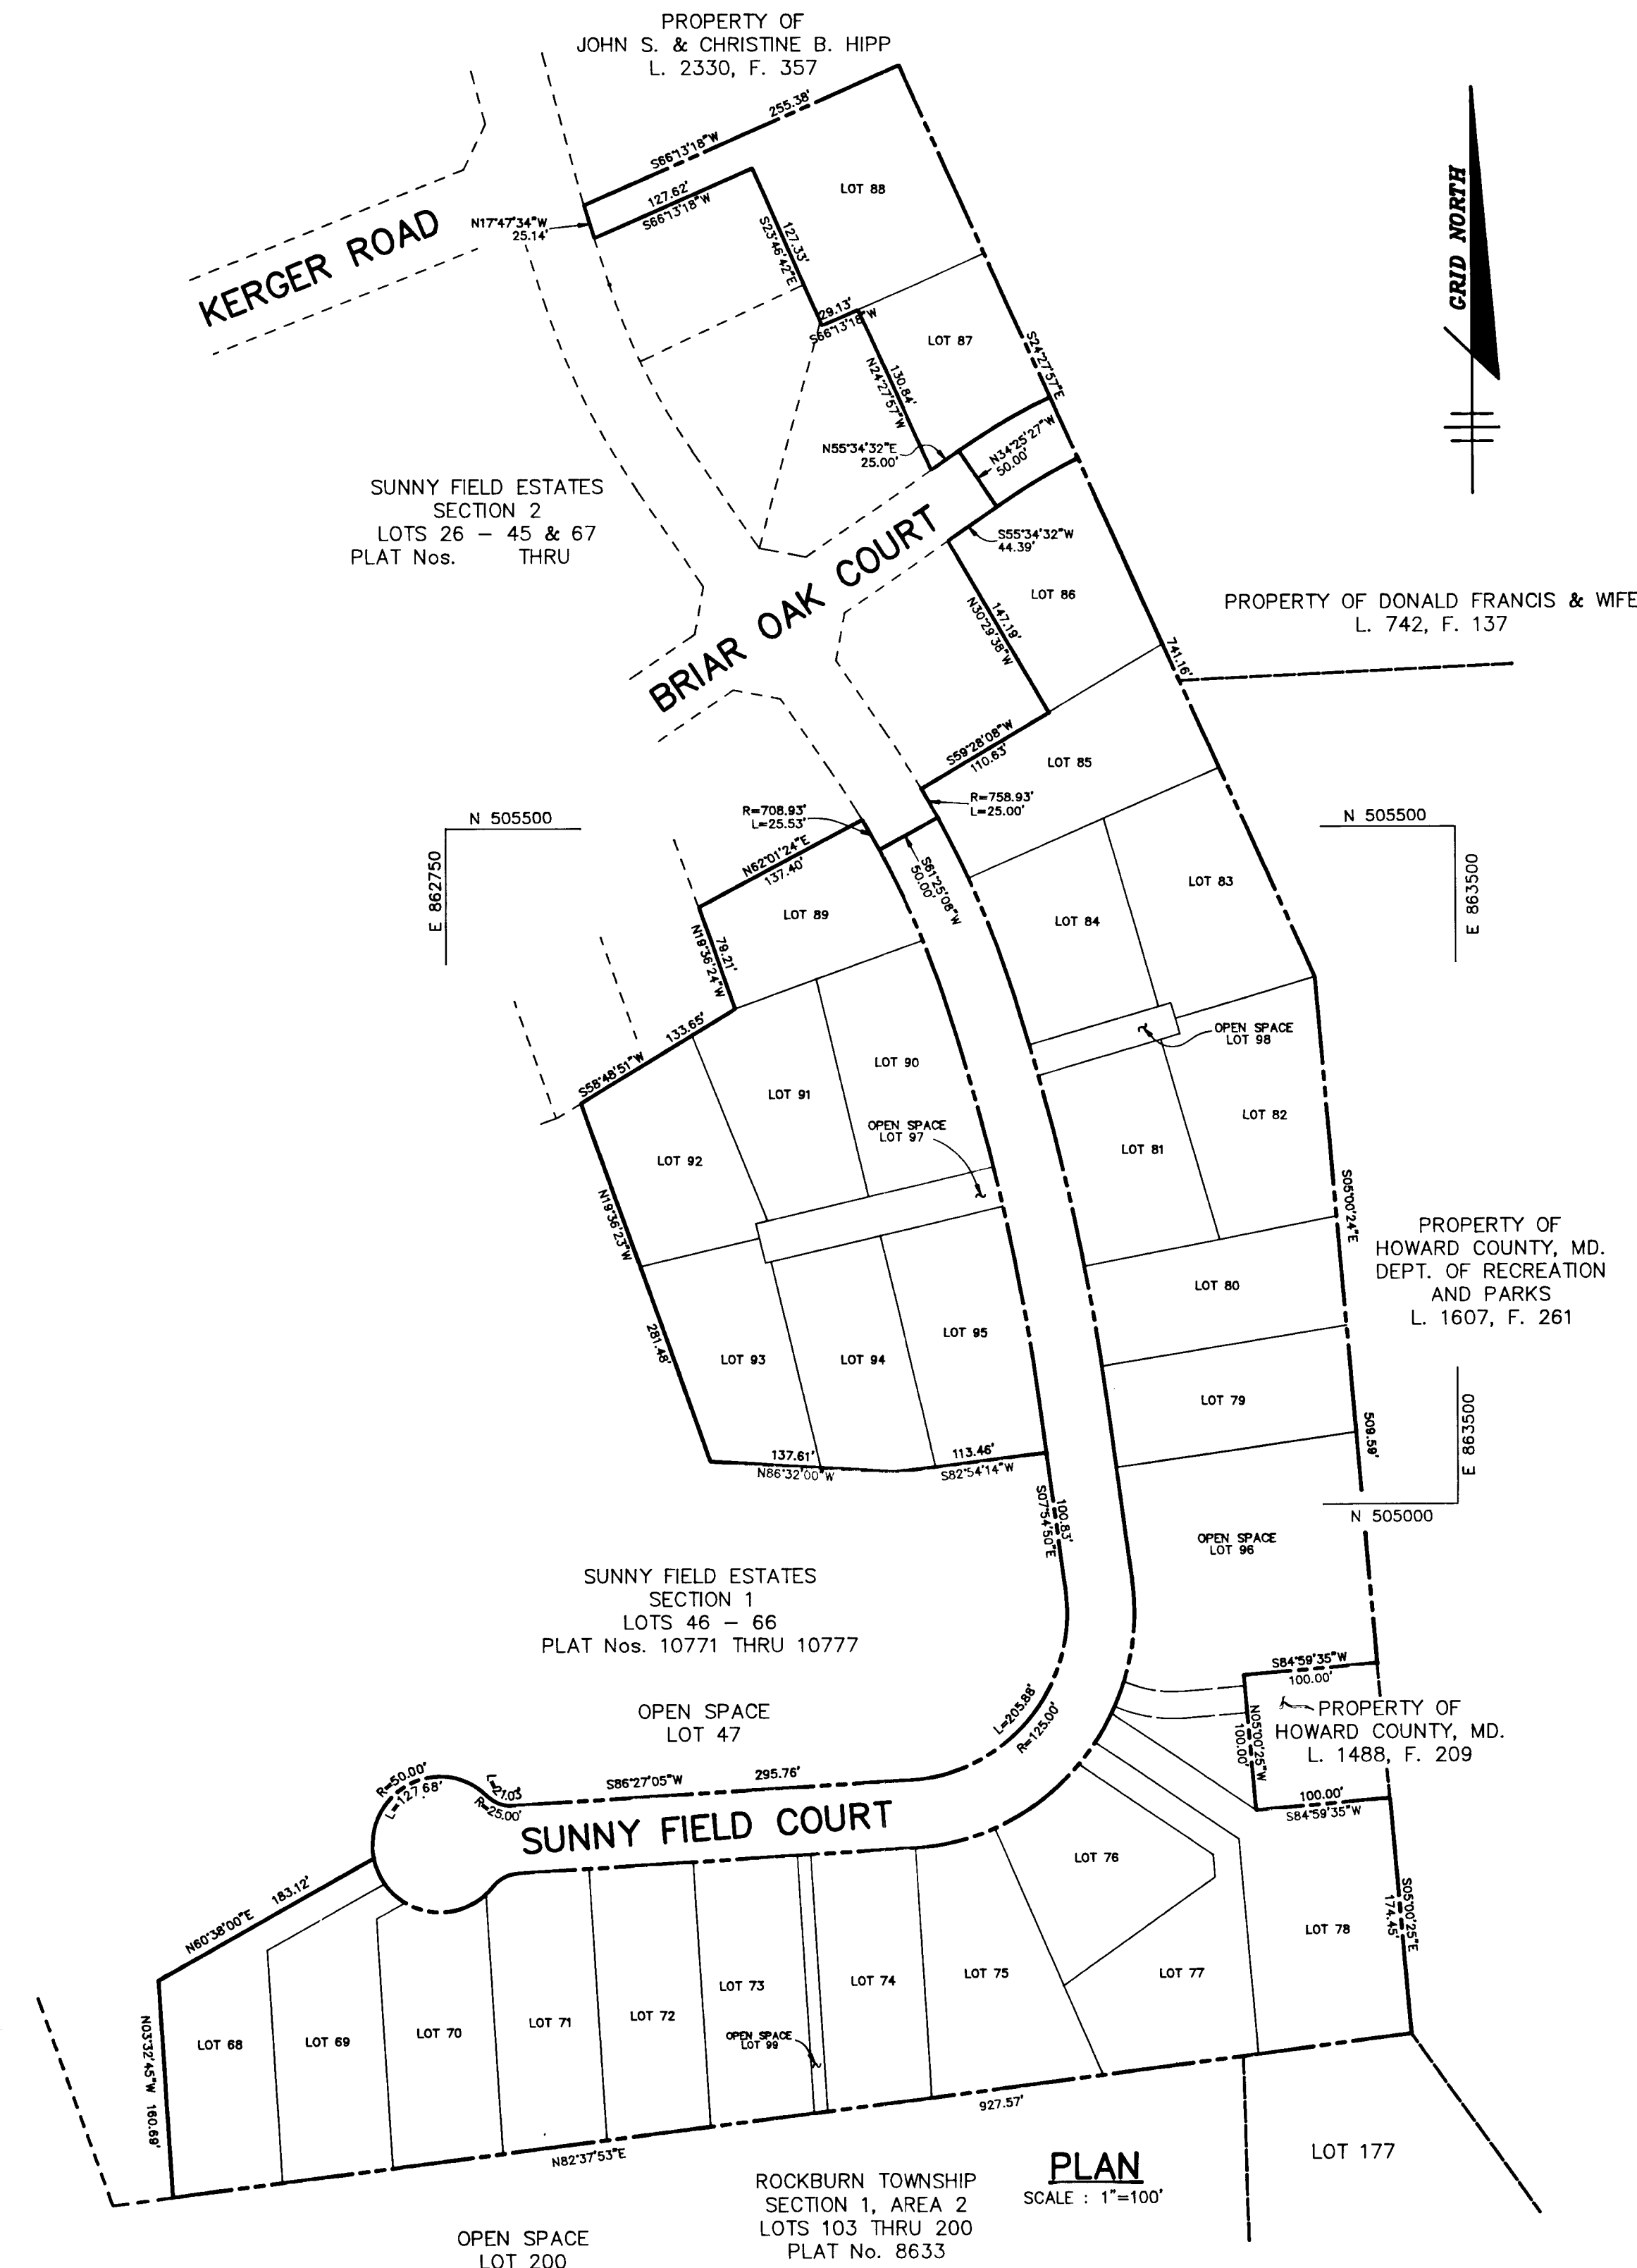 PROPERTY OF
JOHN S. & CHRISTINE B. HIPP
L. 2330, F. 357
255.38'
S66°13'18"W
127.62'
S66°13'18"W
LOT 88
N17°47'34"W
25.14'
KERGER ROAD
127.33'
S23°46'42"E
GRID NORTH
29.13'
S66°13'18"W
LOT 87
S24°27'57"E
130.84'
N24°27'57"W
N55°34'32"E
25.00'
N34°25'27"W
50.00'
SUNNY FIELD ESTATES
SECTION 2
LOTS 26 - 45 & 67
PLAT Nos. THRU
S55°34'32"W
44.39'
BRIAR OAK COURT
LOT 86
147.19'
N30°29'38"W
PROPERTY OF DONALD FRANCIS & WIFE
L. 742, F. 137
741.16'
S59°28'08"W
110.63'
LOT 85
R=758.93'
L=25.00'
R=708.93'
L=25.53'
N 505500
E 862750
N 505500
E 863500
N62°01'24"E
137.40'
S61°25'08"W
50.00'
LOT 83
LOT 89
LOT 84
79.21'
N19°36'24"W
133.65'
S58°48'51"W
OPEN SPACE
LOT 98
LOT 90
LOT 91
OPEN SPACE
LOT 97
LOT 82
LOT 81
LOT 92
N19°36'23"W
S05°00'24"E
PROPERTY OF
HOWARD COUNTY, MD.
DEPT. OF RECREATION
AND PARKS
L. 1607, F. 261
LOT 80
LOT 95
281.48'
LOT 93
LOT 94
LOT 79
509.59'
E 863500
N 505000
137.61'
N86°32'00"W
113.46'
S82°54'14"W
100.83'
S07°54'50"E
OPEN SPACE
LOT 96
SUNNY FIELD ESTATES
SECTION 1
LOTS 46 - 66
PLAT Nos. 10771 THRU 10777
S84°59'35"W
100.00'
OPEN SPACE
LOT 47
L=205.88'
R=125.00'
N05°00'25"W
100.00'
PROPERTY OF
HOWARD COUNTY, MD.
L. 1488, F. 209
R=50.00'
L=127.68'
L=21.03'
R=25.00'
S86°27'05"W 295.76'
100.00'
S84°59'35"W
SUNNY FIELD COURT
LOT 76
183.12'
N60°38'00"E
S05°00'25"E
174.45'
LOT 78
LOT 77
LOT 75
LOT 74
LOT 73
LOT 72
LOT 71
LOT 70
LOT 69
LOT 68
OPEN SPACE
LOT 99
N03°32'45"W 160.69'
927.57'
N82°37'53"E
PLAN
SCALE : 1"=100'
LOT 177
ROCKBURN TOWNSHIP
SECTION 1, AREA 2
LOTS 103 THRU 200
PLAT No. 8633
OPEN SPACE
LOT 200